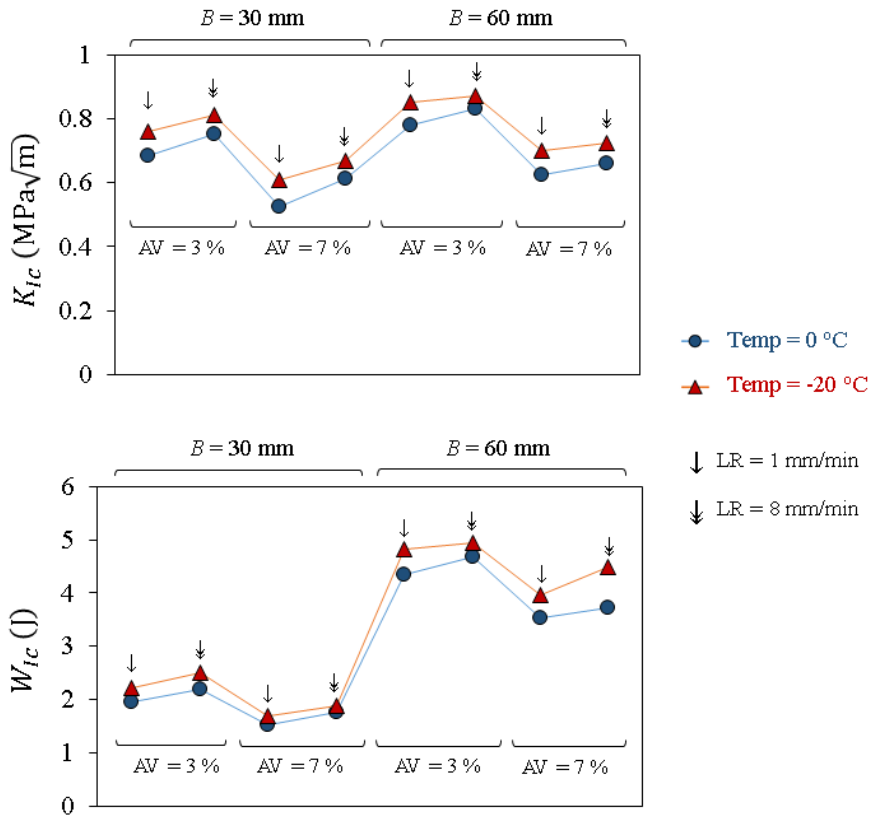 B = 30 mm
B = 60 mm
1
0.8
0.6
0.4
0.2
0
K_Ic (MPa√m)
AV = 3 %
AV = 7 %
AV = 3 %
AV = 7 %
Temp = 0 °C
Temp = -20 °C
LR = 1 mm/min
LR = 8 mm/min
B = 30 mm
B = 60 mm
6
5
4
3
2
1
0
W_Ic (J)
AV = 3 %
AV = 7 %
AV = 3 %
AV = 7 %